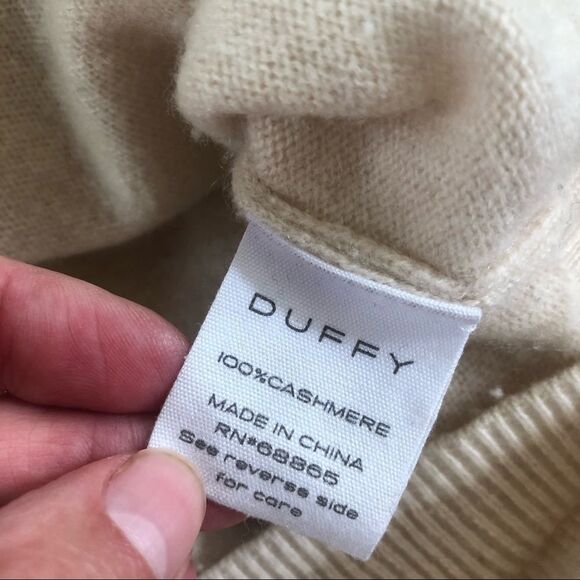 DUFFY
100%CASHMERE
MADE IN CHINA
RN*68865
See reverse side
for care